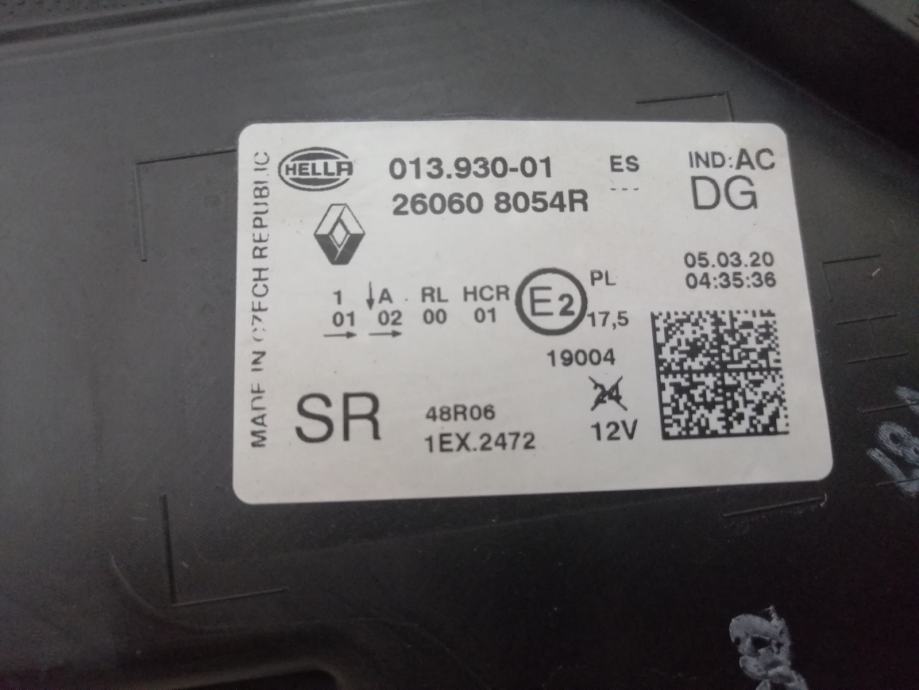 MADE IN CZECH REPUBLIC
HELLA
013.930-01
ES
IND:AC
26060 8054R
---
DG
05.03.20
04:35:36
1 ↓A RL HCR E2 PL
01 02 00 01 17,5
→ →
19004
SR
48R06
24
1EX.2472
12V